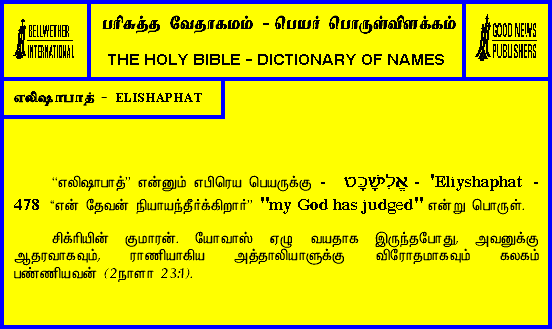 BELLWETHER
INTERNATIONAL
பரிசுத்த வேதாகமம் - பெயர் பொருள்விளக்கம்
THE HOLY BIBLE - DICTIONARY OF NAMES
GOOD NEWS
PUBLISHERS
எலிஷாபாத் - ELISHAPHAT
“எலிஷாபாத்” என்னும் எபிரெய பெயருக்கு - אֱלִישָׁפָט - 'Eliyshaphat -
478 “என் தேவன் நியாயந்தீர்க்கிறார்” "my God has judged" என்று பொருள்.
சிக்ரியின் குமாரன். யோவாஸ் ஏழு வயதாக இருந்தபோது, அவனுக்கு
ஆதரவாகவும், ராணியாகிய அத்தாலியாளுக்கு விரோதமாகவும் கலகம்
பண்ணியவன் (2நாளா 23:1).